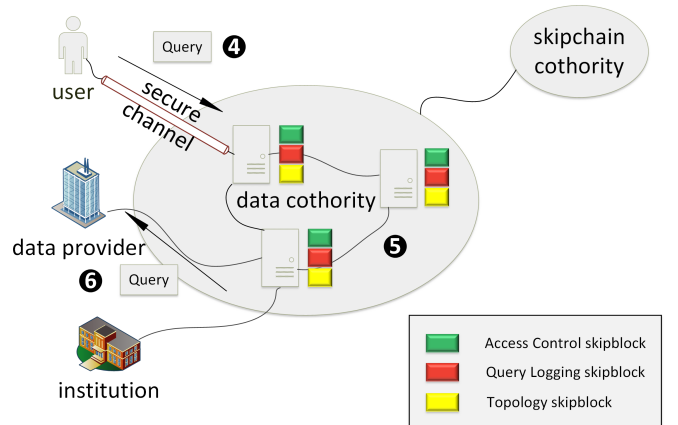 Query
4
skipchain
cothority
user
secure
channel
data cothority
data provider
5
6
Query
institution
Access Control skipblock
Query Logging skipblock
Topology skipblock